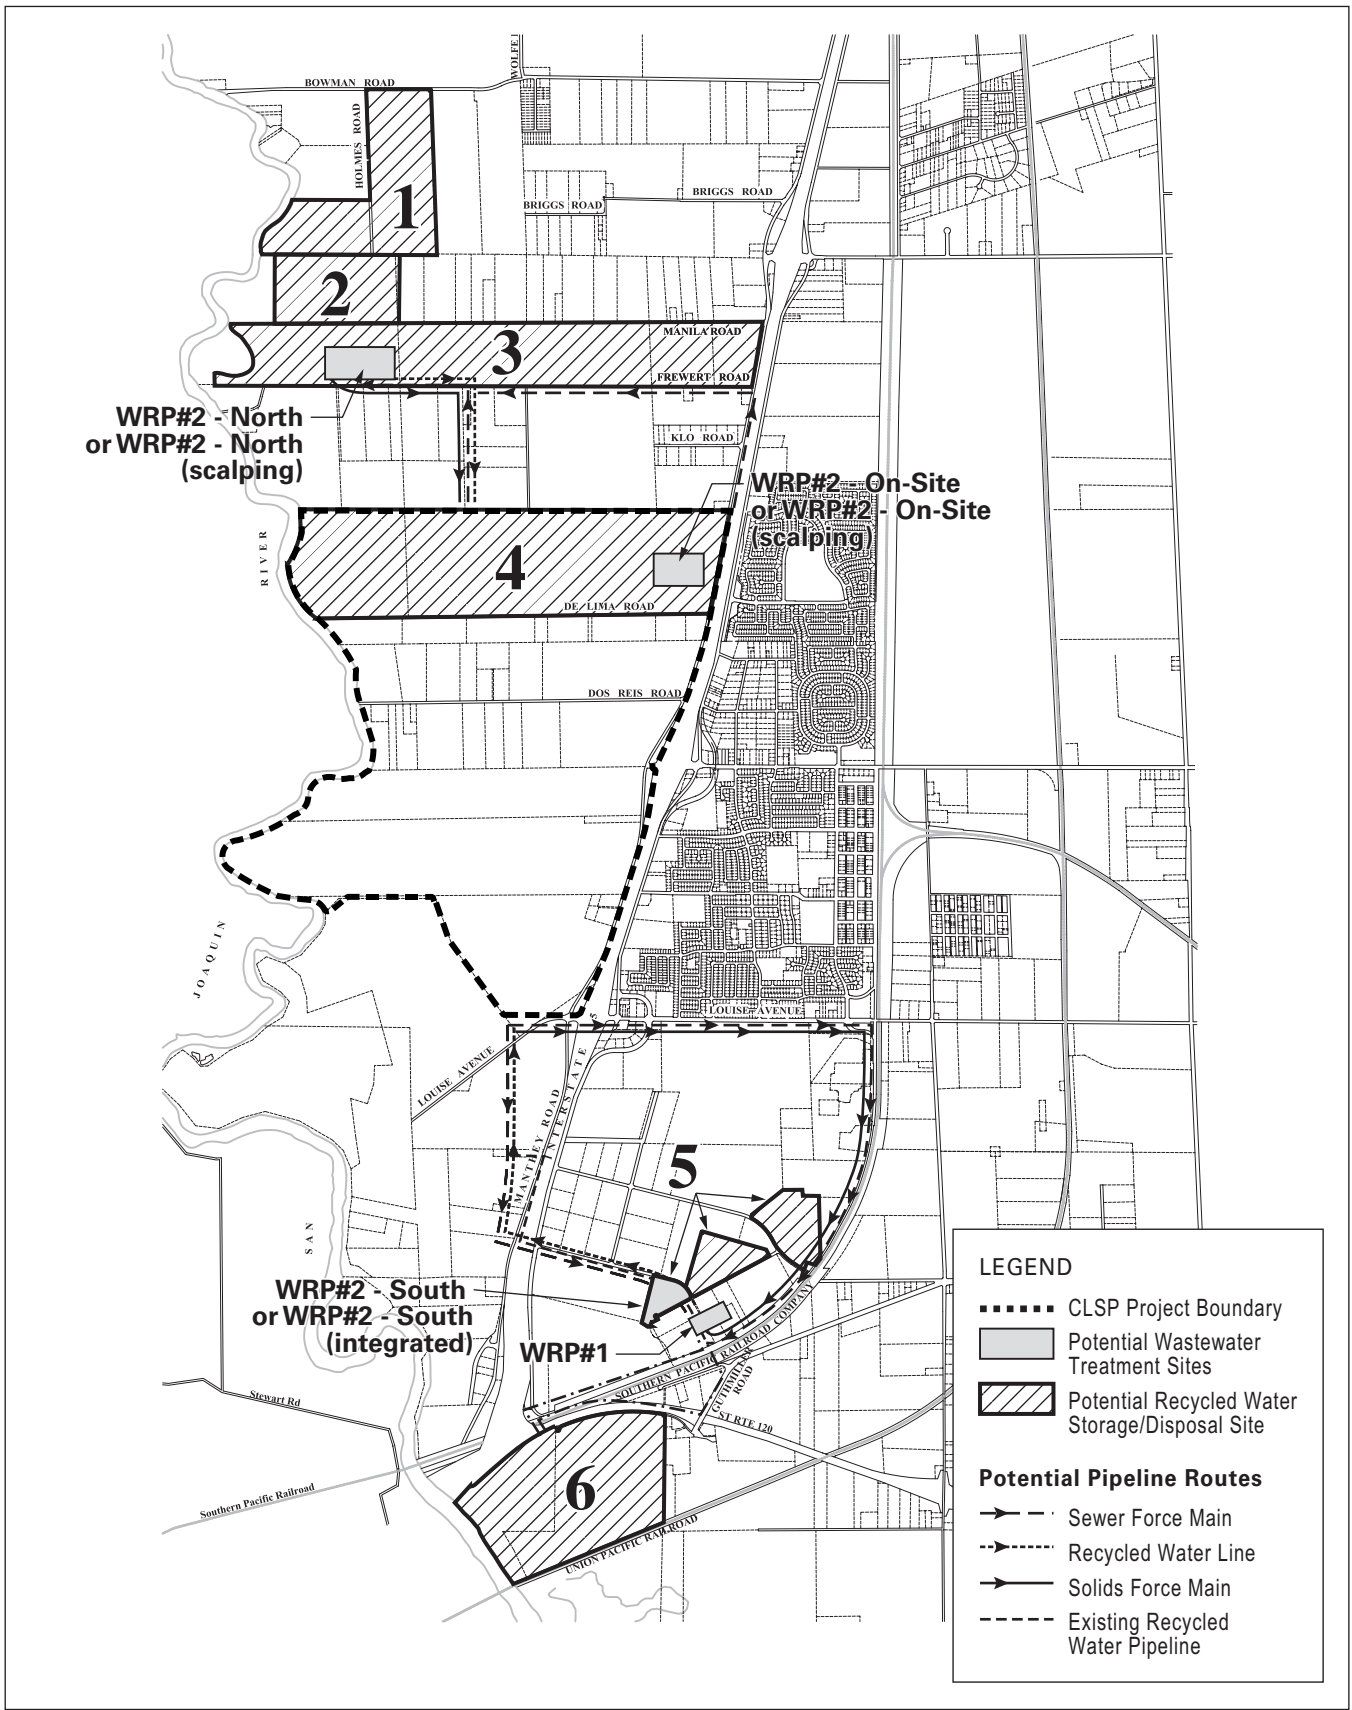 WOLFE
BOWMAN ROAD
HOLMES ROAD
BRIGGS ROAD
BRIGGS ROAD
1
2
MANILA ROAD
3
FREWERT ROAD
WRP#2 - North
or WRP#2 - North
(scalping)
KLO ROAD
WRP#2 - On-Site
or WRP#2 - On-Site
(scalping)
RIVER
4
DE LIMA ROAD
DOS REIS ROAD
JOAQUIN
LOUISE AVENUE
5
LOUISE AVENUE
MANTHEY ROAD
INTERSTATE
5
SAN
WRP#2 - South
or WRP#2 - South
(integrated)
WRP#1
SOUTHERN PACIFIC RAILROAD COMPANY
GUTHMILLER
ROAD
ST RTE 120
Stewart Rd
Southern Pacific Railroad
6
UNION PACIFIC RAILROAD
LEGEND
CLSP Project Boundary
Potential Wastewater
Treatment Sites
Potential Recycled Water
Storage/Disposal Site
Potential Pipeline Routes
Sewer Force Main
Recycled Water Line
Solids Force Main
Existing Recycled
Water Pipeline